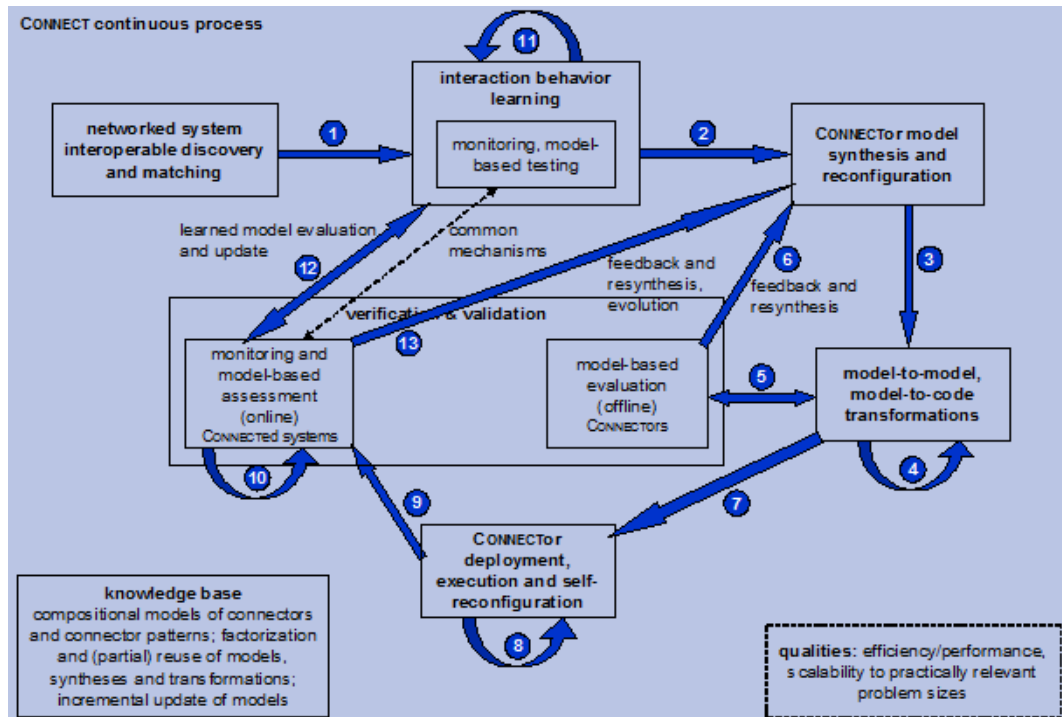 CONNECT continuous process
11
interaction behavior
learning
monitoring, model-
based testing
networked system
interoperable discovery
and matching
1
2
CONNECTor model
synthesis and
reconfiguration
learned model evaluation
and update
12
common
mechanisms
feedback and
resynthesis,
evolution
6
feedback and
resynthesis
3
verification & validation
13
monitoring and
model-based
assessment
(online)
CONNECTed systems
model-based
evaluation
(offline)
CONNECTORS
5
model-to-model,
model-to-code
transformations
10
4
9
7
CONNECTor
deployment,
execution and self-
reconfiguration
8
knowledge base
compositional models of connectors
and connector patterns; factorization
and (partial) reuse of models,
syntheses and transformations;
incremental update of models
qualities: efficiency/performance,
scalability to practically relevant
problem sizes